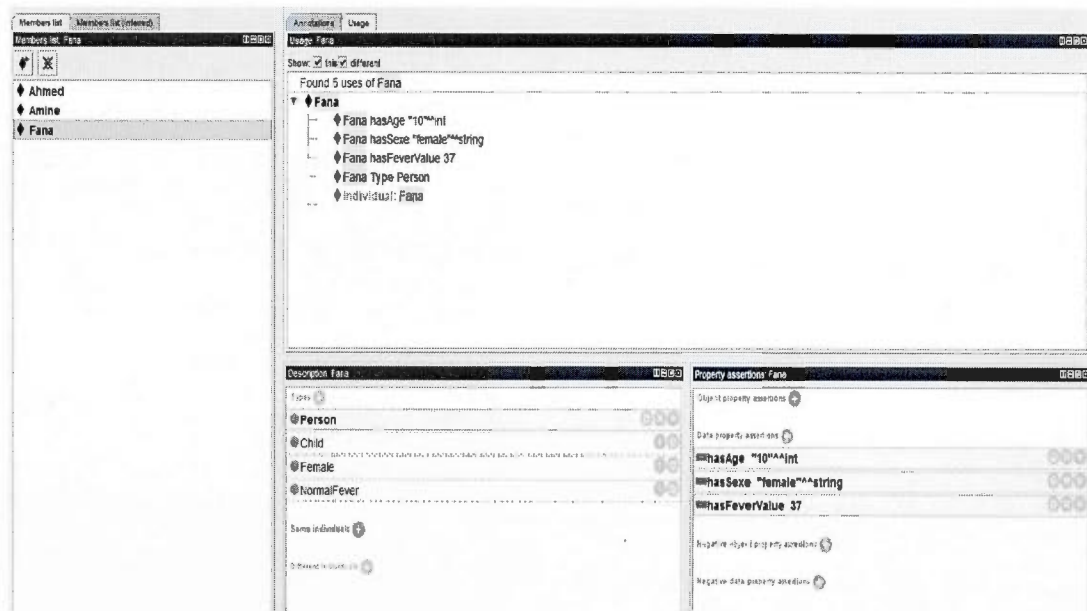 Members list
Members list (inferred)
Members list: Fana
Ahmed
Amine
Fana
Annotations
Usage
Usage: Fana
Show: this different
Found 5 uses of Fana
Fana
Fana hasAge "10"^^int
Fana hasSexe "female"^^string
Fana hasFeverValue 37
Fana Type Person
Individual: Fana
Description: Fana
Types
Person
Child
Female
NormalFever
Same individuals
Different individuals
Property assertions: Fana
Object property assertions
Data property assertions
hasAge "10"^^int
hasSexe "female"^^string
hasFeverValue 37
Negative object property assertions
Negative data property assertions